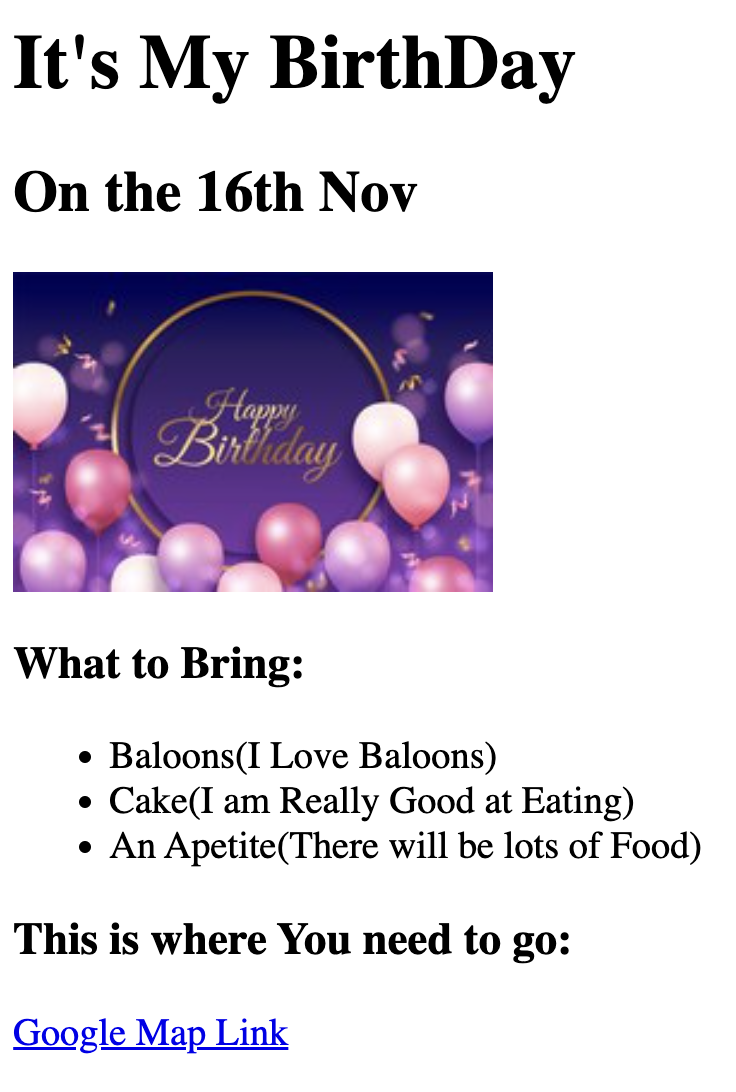 It's My BirthDay
On the 16th Nov
Happy
Birthday
What to Bring:
Baloons(I Love Baloons)
Cake(I am Really Good at Eating)
An Apetite(There will be lots of Food)
This is where You need to go:
Google Map Link